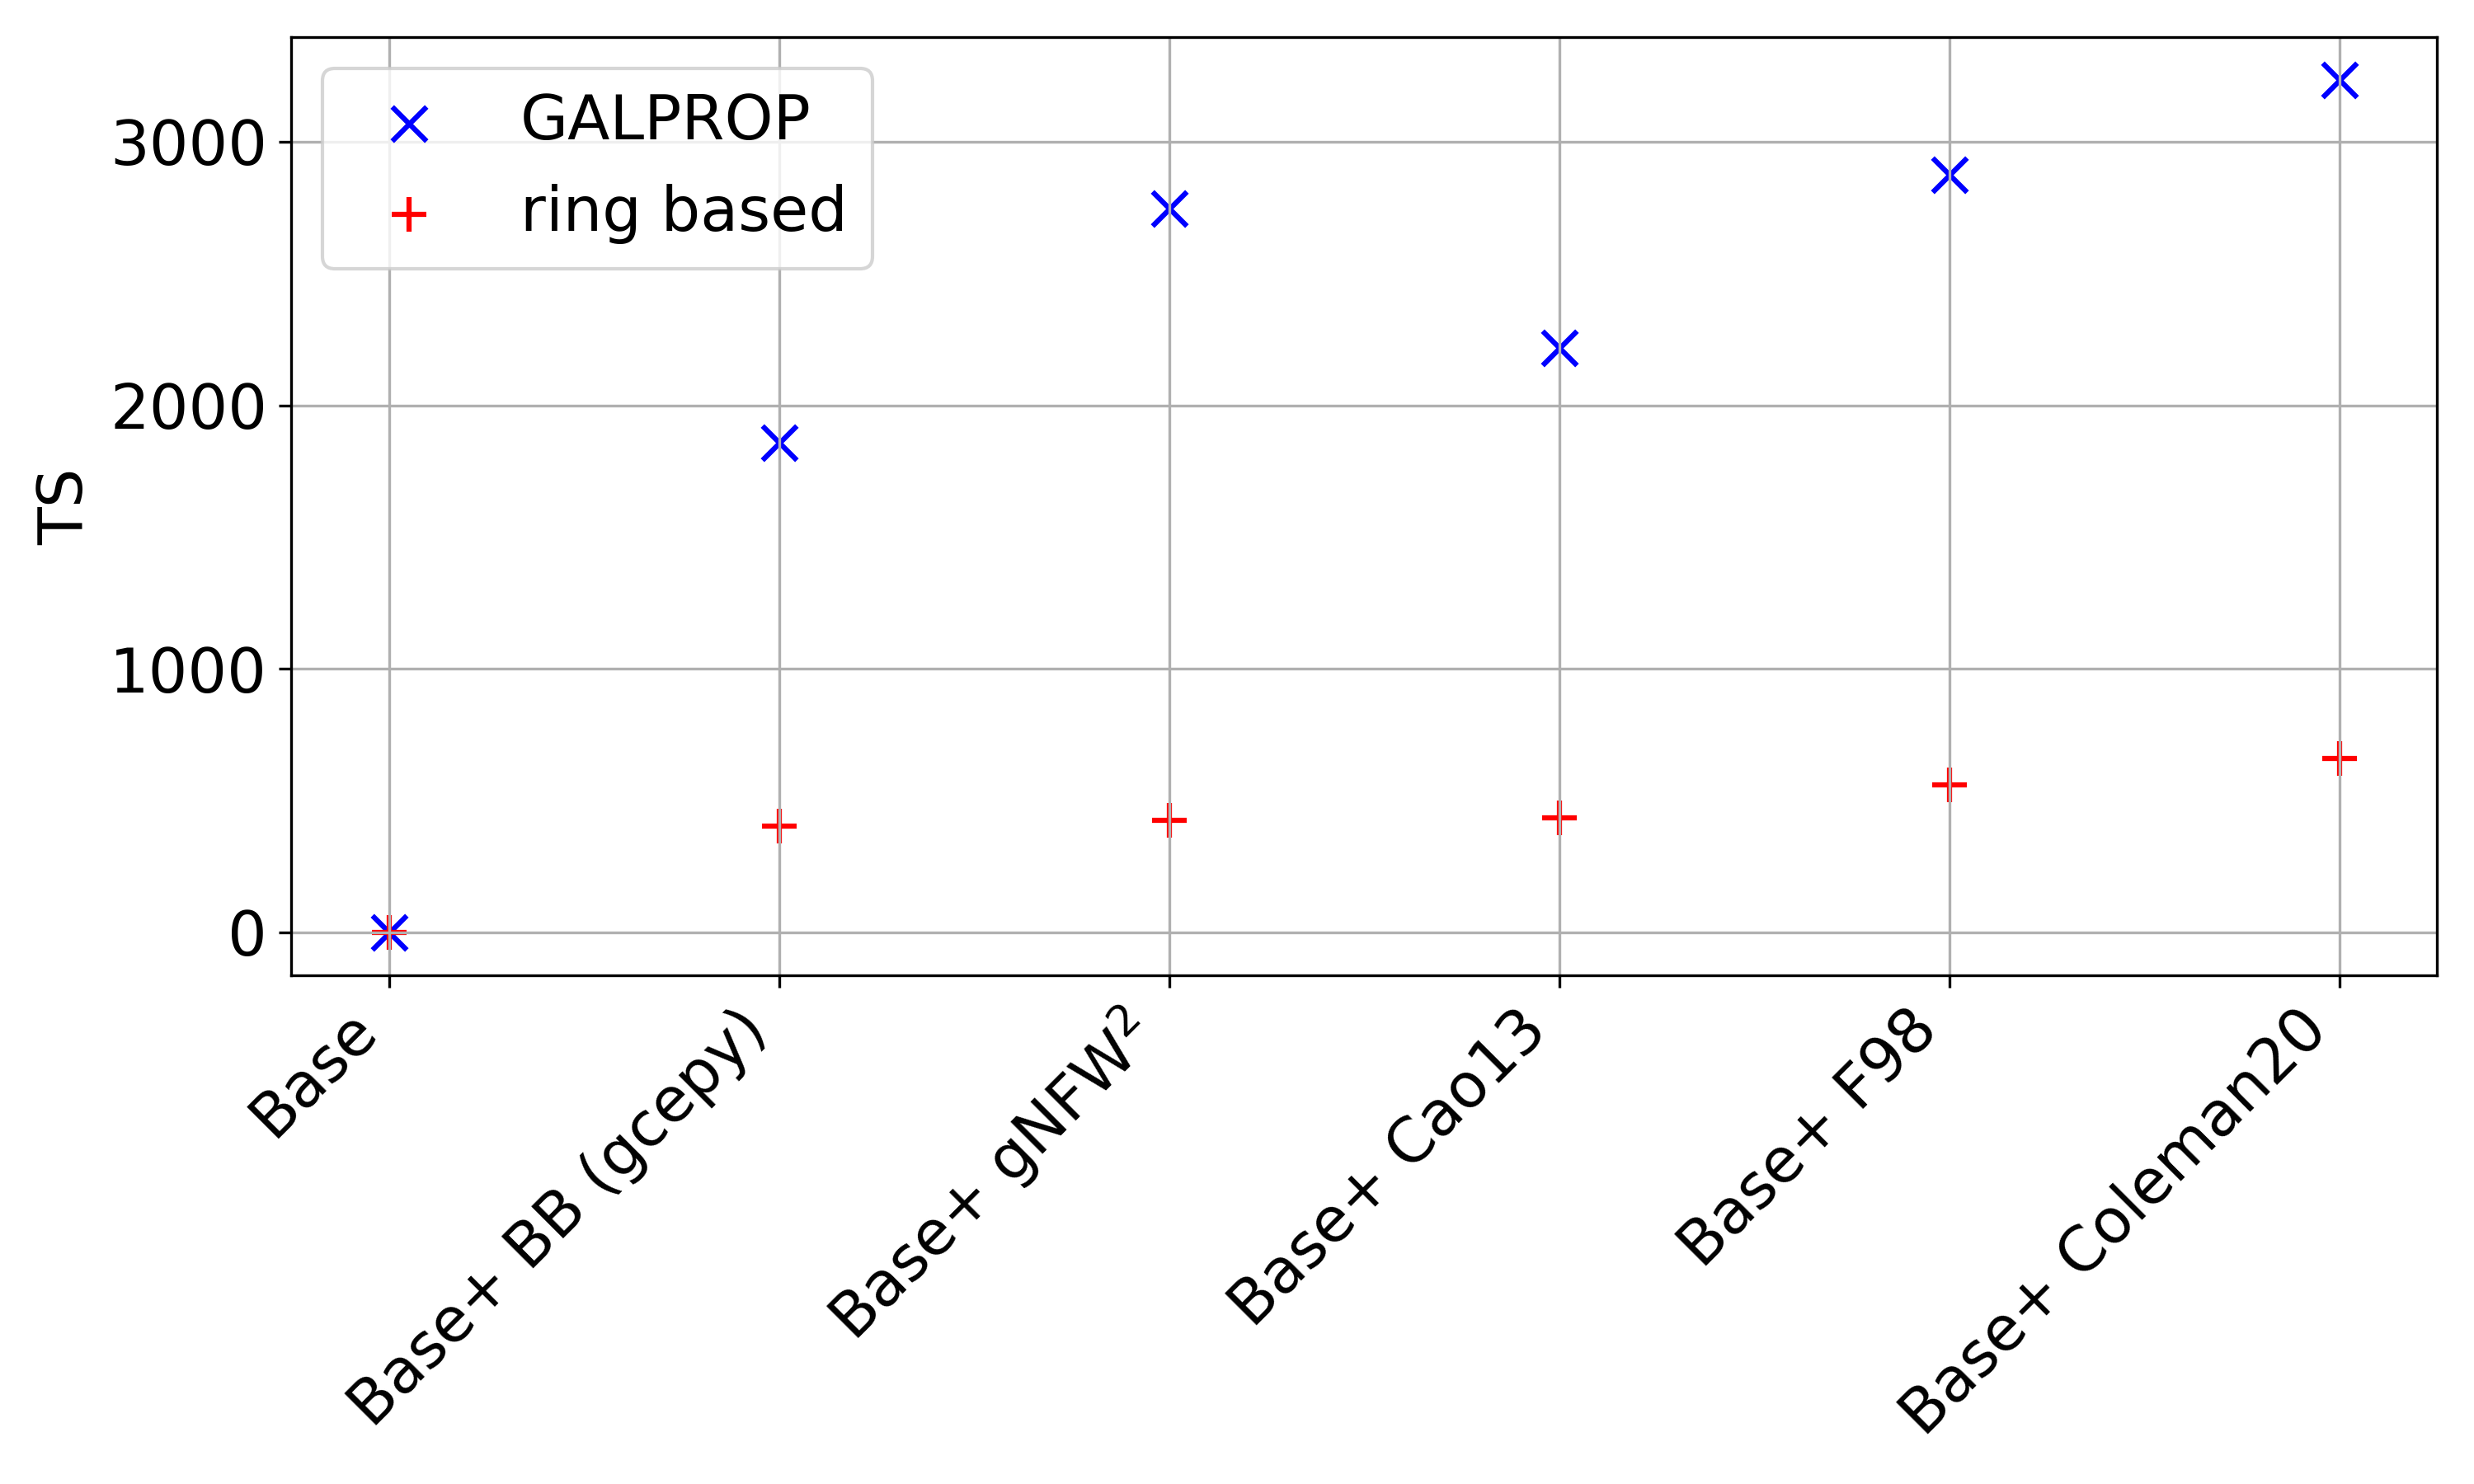 GALPROP
ring based
TS
3000
2000
1000
0
Base
Base+ BB (gcepy)
Base+ gNFW²
Base+ Cao13
Base+ F98
Base+ Coleman20